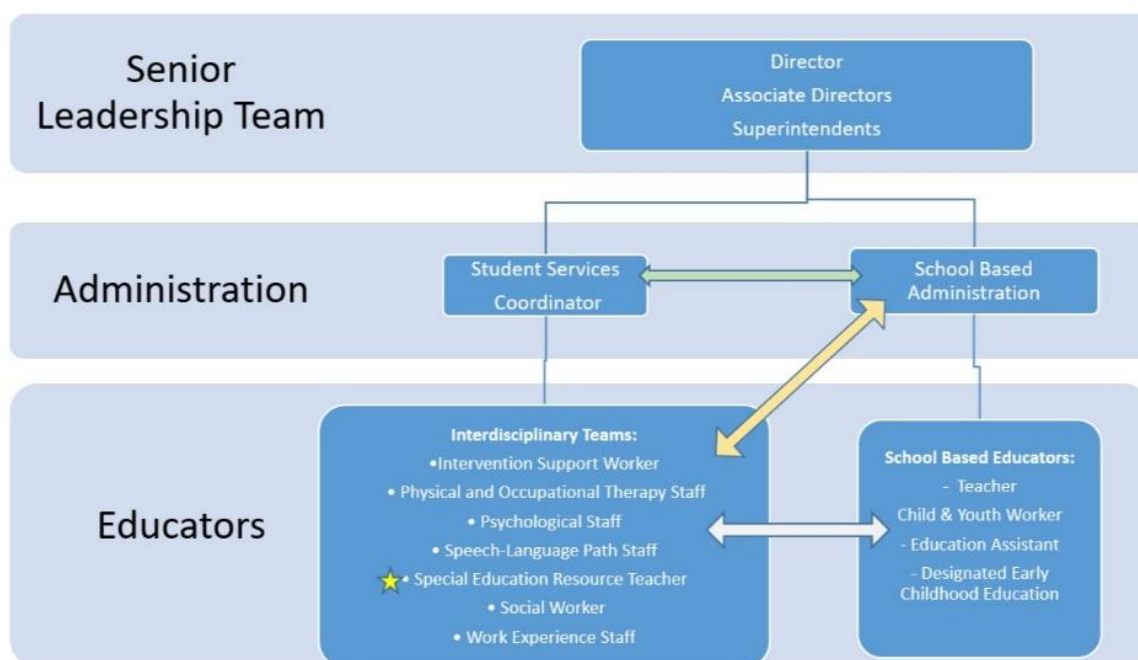 Senior
Leadership Team
Director
Associate Directors
Superintendents
Administration
Student Services
Coordinator
School Based
Administration
Educators
Interdisciplinary Teams:
•Intervention Support Worker
• Physical and Occupational Therapy Staff
• Psychological Staff
• Speech-Language Path Staff
• Special Education Resource Teacher
• Social Worker
• Work Experience Staff
School Based Educators:
- Teacher
Child & Youth Worker
- Education Assistant
- Designated Early
Childhood Education